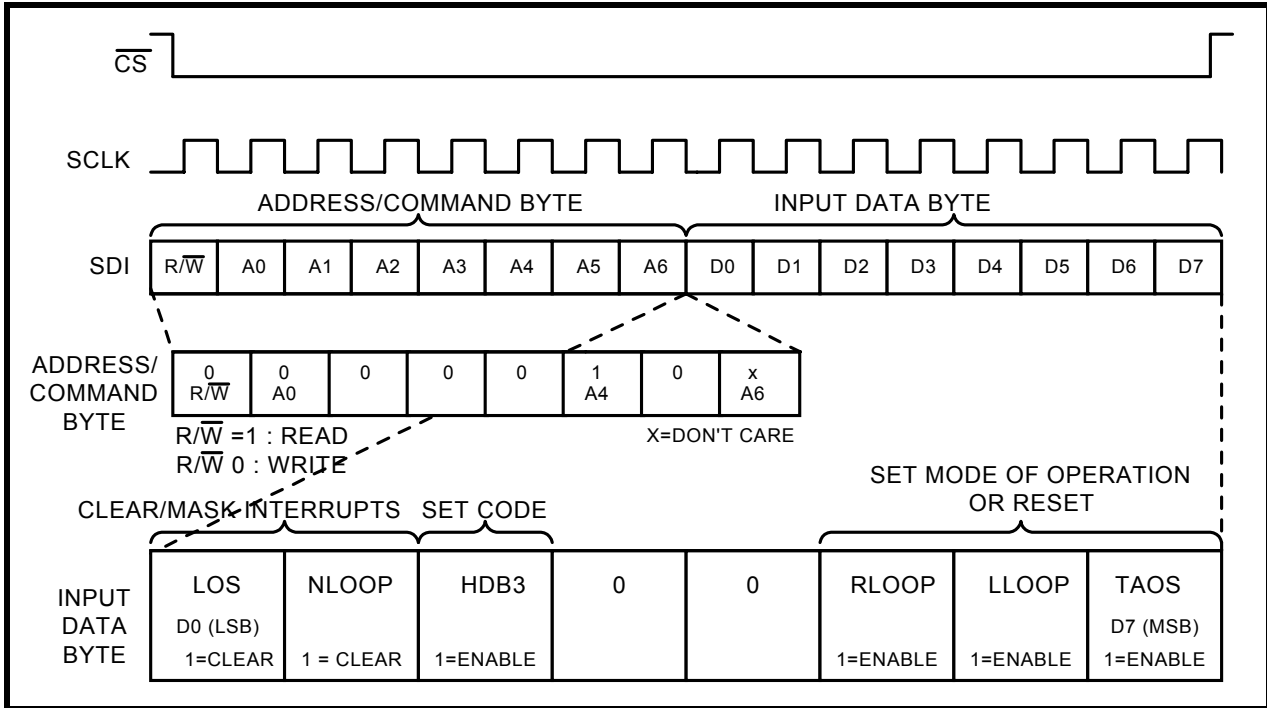 CS
SCLK
ADDRESS/COMMAND BYTE INPUT DATA BYTE
SDI R/W A0 A1 A2 A3 A4 A5 A6 D0 D1 D2 D3 D4 D5 D6 D7
ADDRESS/
COMMAND
BYTE
0 0 0 0 0 1 0 x
R/W A0 A4 A6
R/W =1 : READ
R/W 0 : WRITE
X=DON'T CARE
SET MODE OF OPERATION
OR RESET
CLEAR/MASK INTERRUPTS SET CODE
INPUT
DATA
BYTE
LOS NLOOP HDB3 0 0 RLOOP LLOOP TAOS
D0 (LSB) D7 (MSB)
1=CLEAR 1 = CLEAR 1=ENABLE 1=ENABLE 1=ENABLE 1=ENABLE